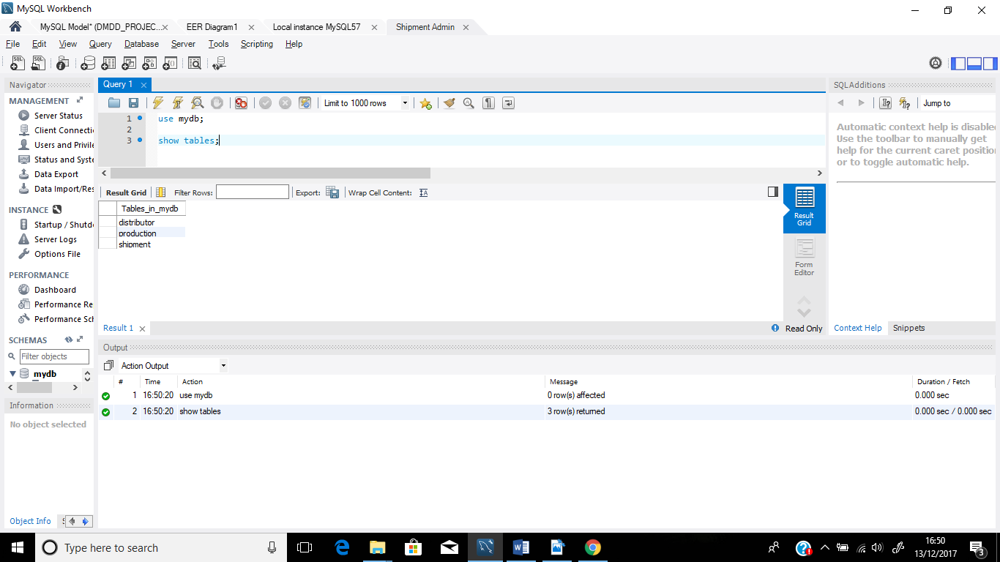 MySQL Workbench
MySQL Model* (DMDD_PROJEC... EER Diagram1 Local instance MySQL57 Shipment Admin
File Edit View Query Database Server Tools Scripting Help
Navigator
MANAGEMENT
Server Status
Client Connecti
Users and Privile
Status and Syste
Data Export
Data Import/Res
INSTANCE
Startup / Shutdo
Server Logs
Options File
PERFORMANCE
Dashboard
Performance Re
Performance Sch
SCHEMAS
Filter objects
mydb
Information
No object selected
Object Info S
Query 1
Limit to 1000 rows
1 use mydb;
2
3 show tables;
Result Grid Filter Rows: Export: Wrap Cell Content:
Tables_in_mydb
distributor
production
shipment
Result Grid
Form Editor
Result 1 Read Only
SQLAdditions
Jump to
Automatic context help is disabled
Use the toolbar to manually get
help for the current caret position
or to toggle automatic help.
Context Help Snippets
Output
Action Output
# Time Action Message Duration / Fetch
1 16:50:20 use mydb 0 row(s) affected 0.000 sec
2 16:50:20 show tables 3 row(s) returned 0.000 sec / 0.000 sec
Type here to search
16:50
13/12/2017
3